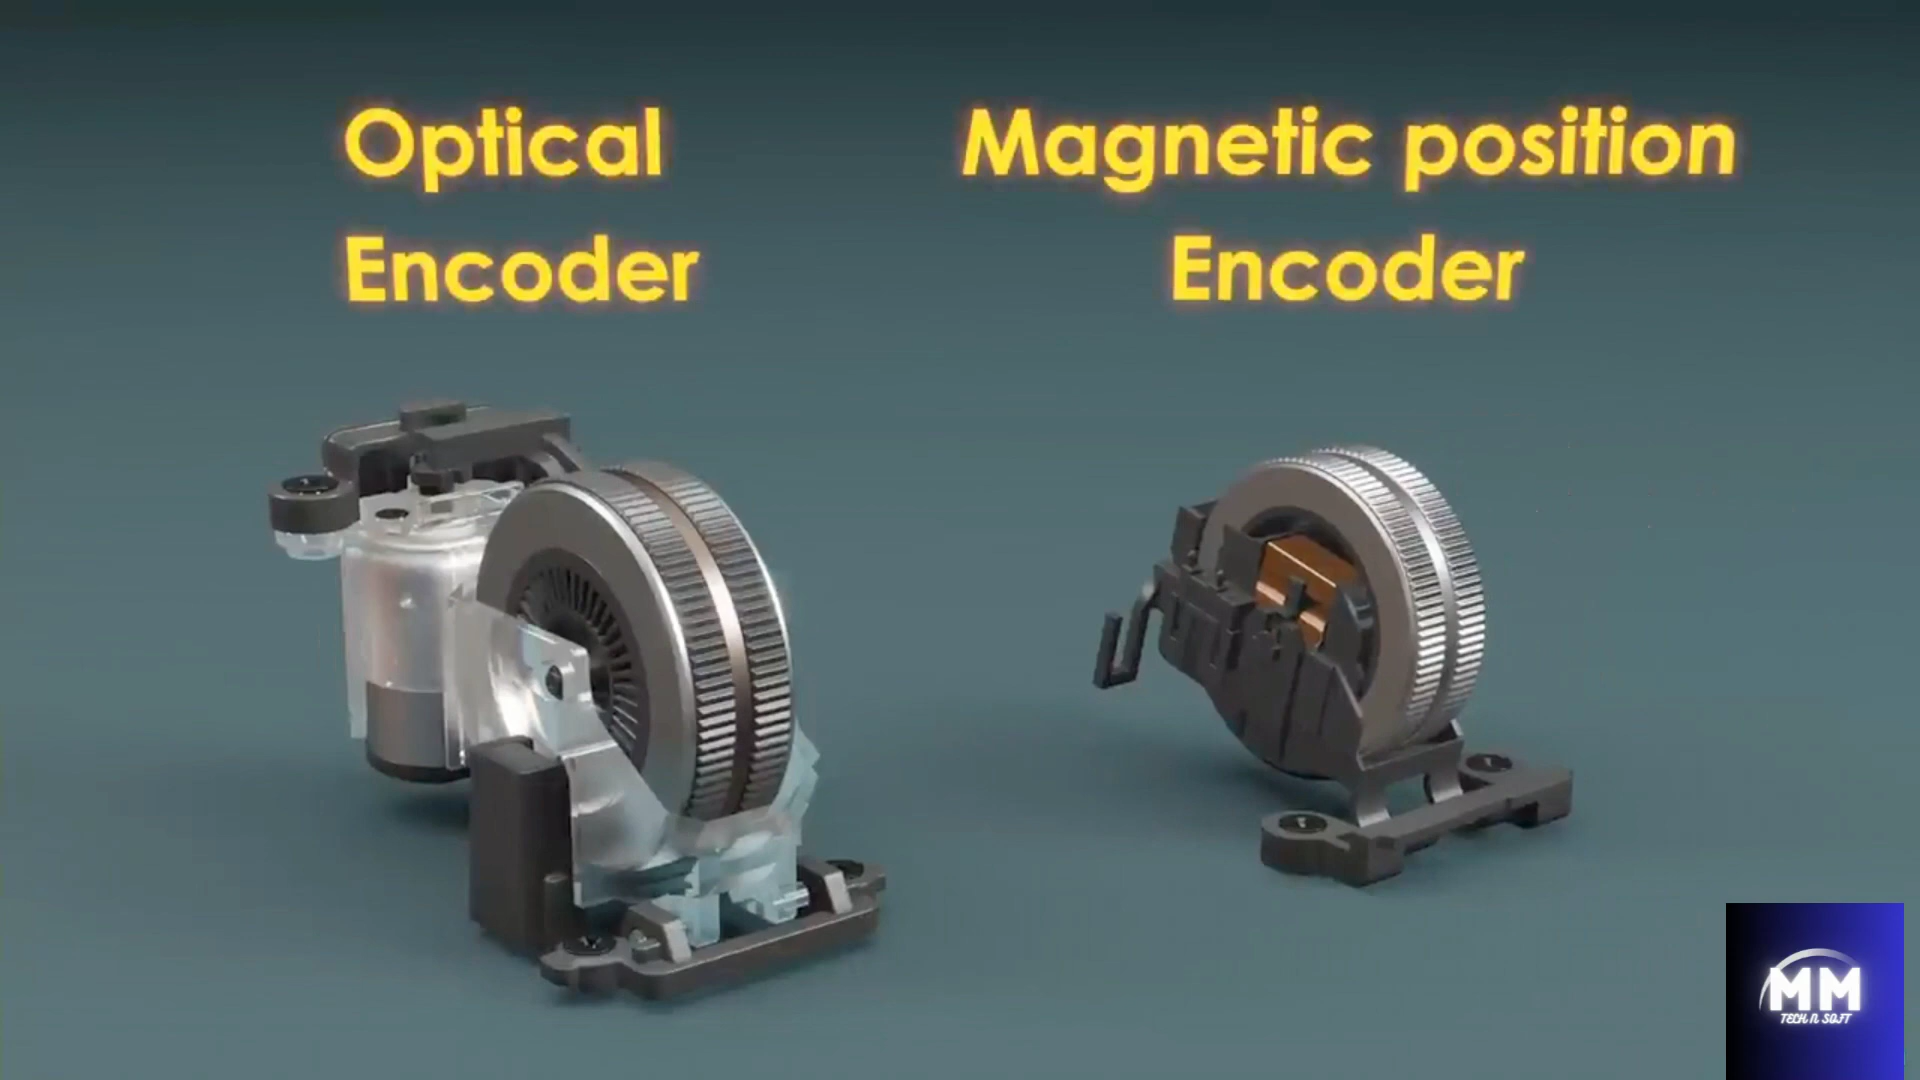 Optical
Encoder
Magnetic position
Encoder
MM
TECH N SOFT